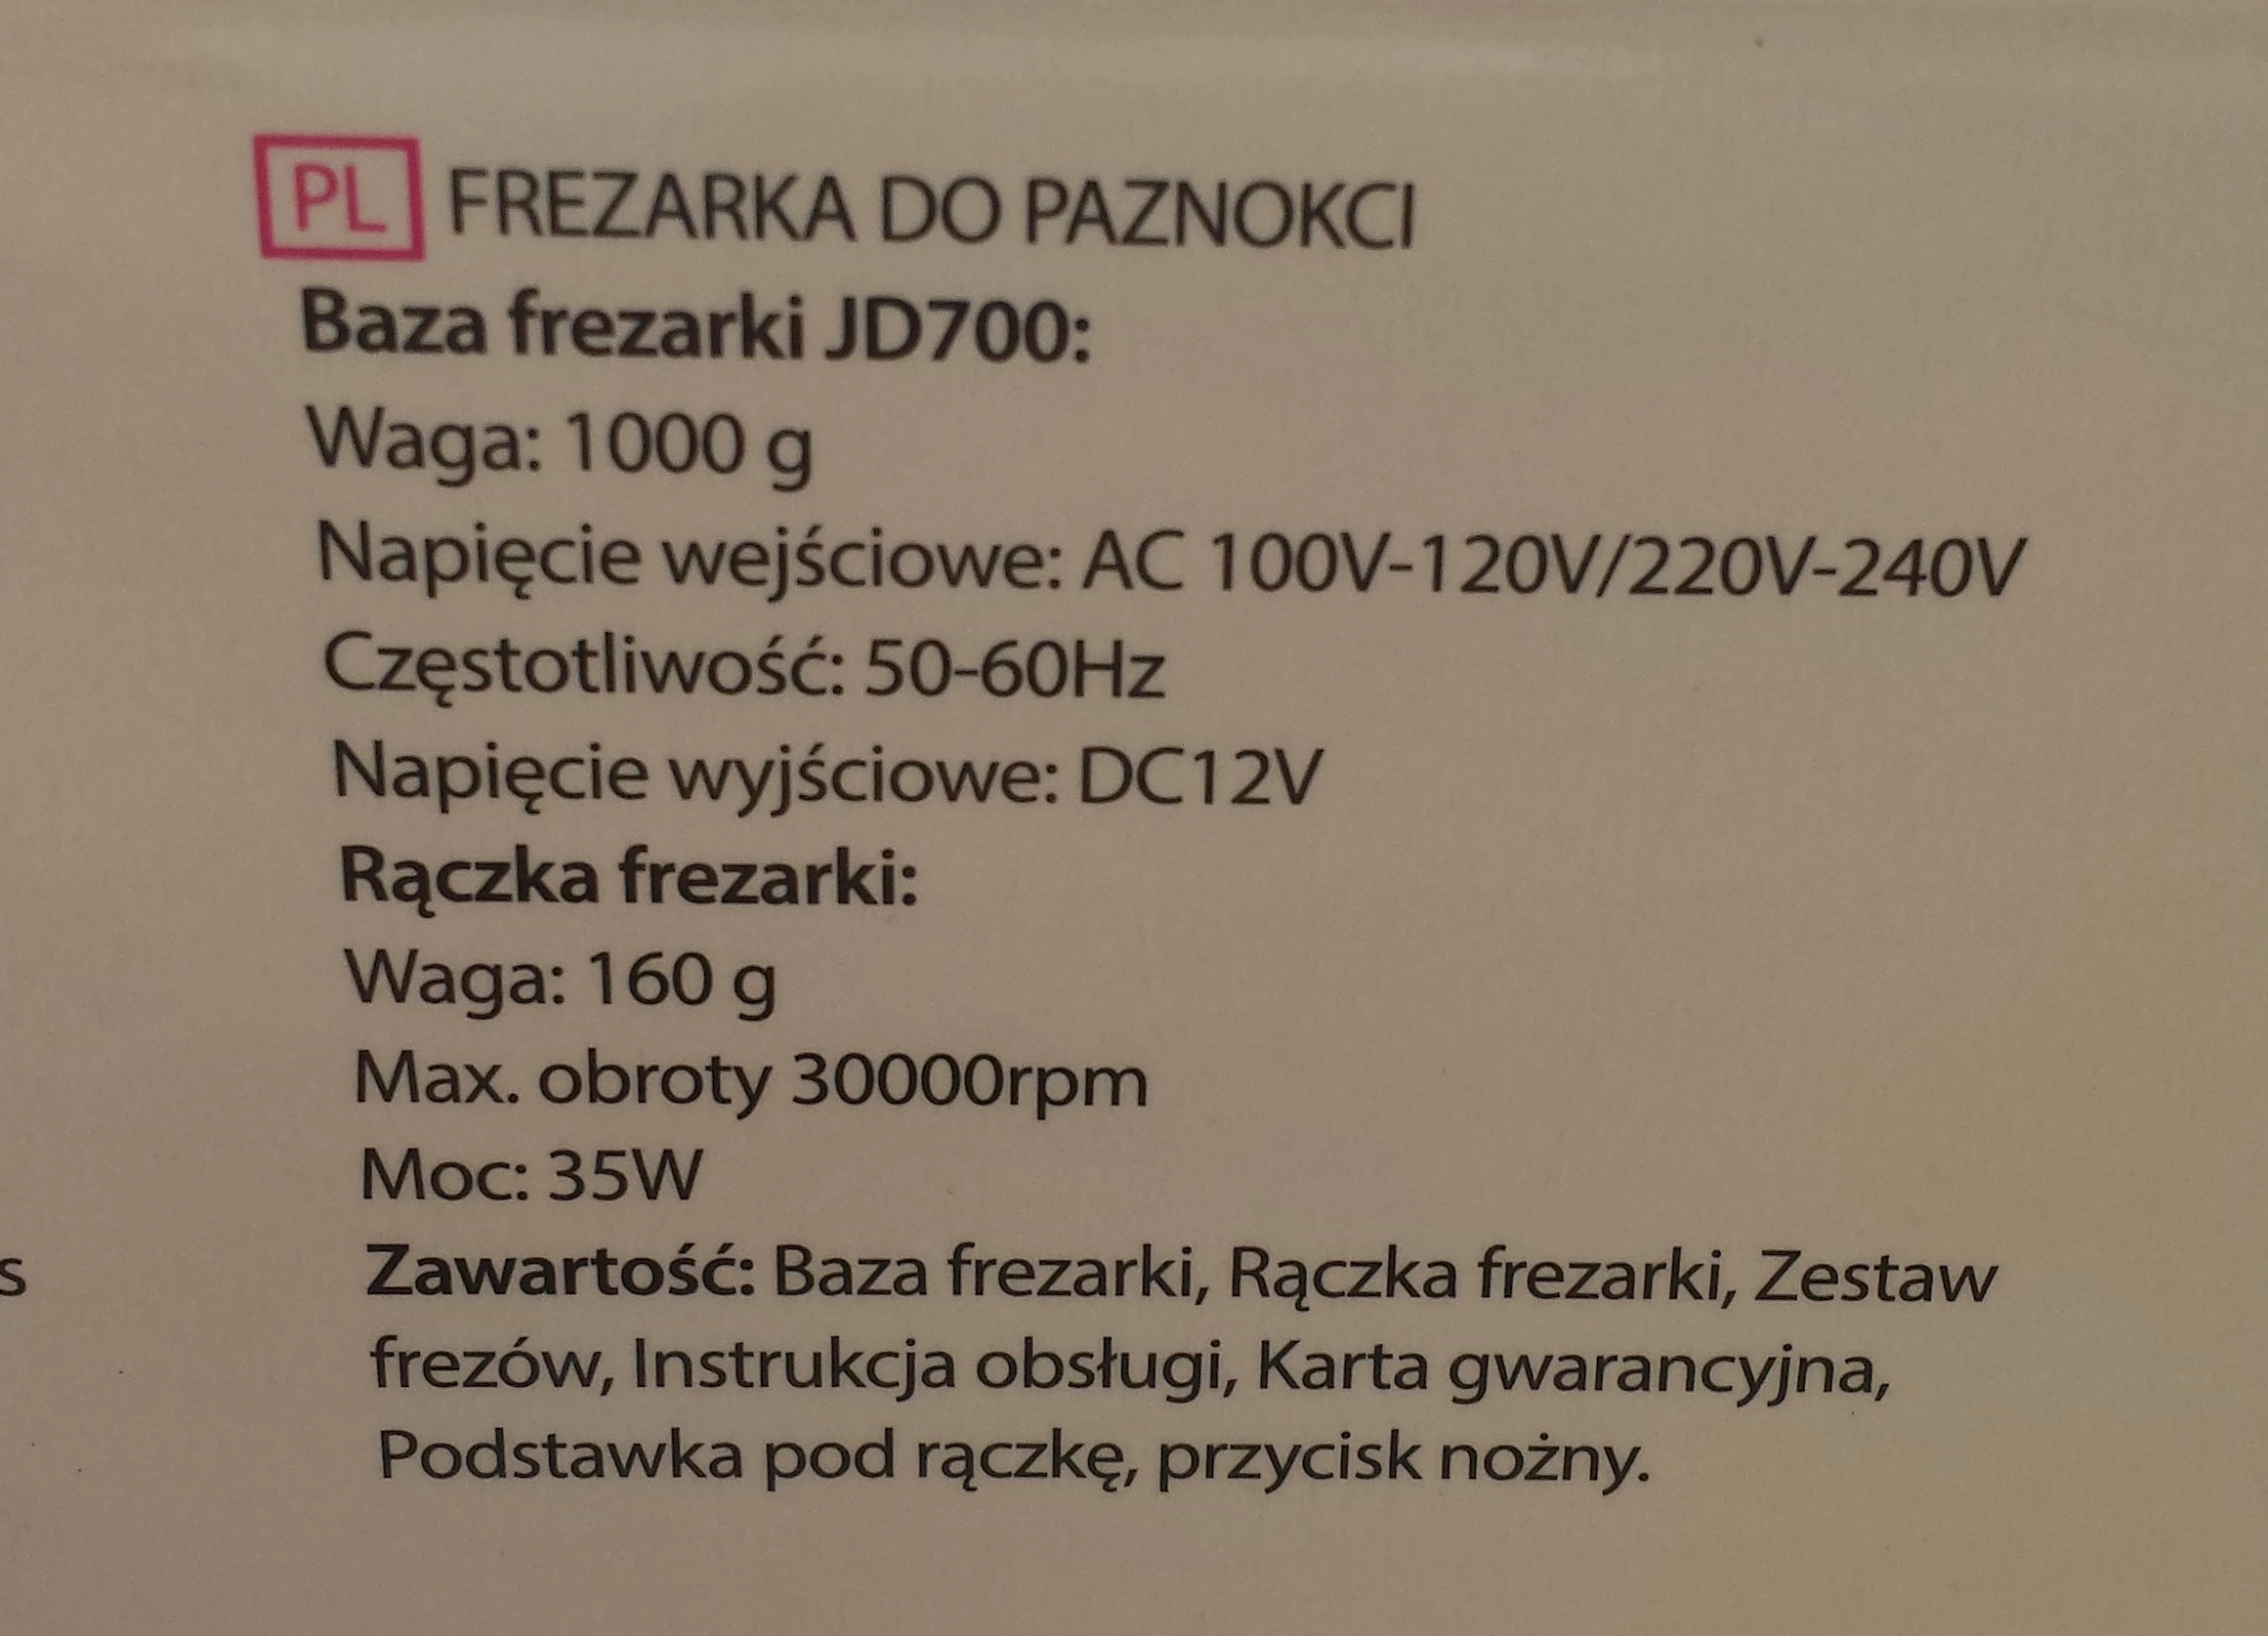 PL FREZARKA DO PAZNOKCI
Baza frezarki JD700:
Waga: 1000 g
Napięcie wejściowe: AC 100V-120V/220V-240V
Częstotliwość: 50-60Hz
Napięcie wyjściowe: DC12V
Rączka frezarki:
Waga: 160 g
Max. obroty 30000rpm
Moc: 35W
Zawartość: Baza frezarki, Rączka frezarki, Zestaw
frezów, Instrukcja obsługi, Karta gwarancyjna,
Podstawka pod rączkę, przycisk nożny.